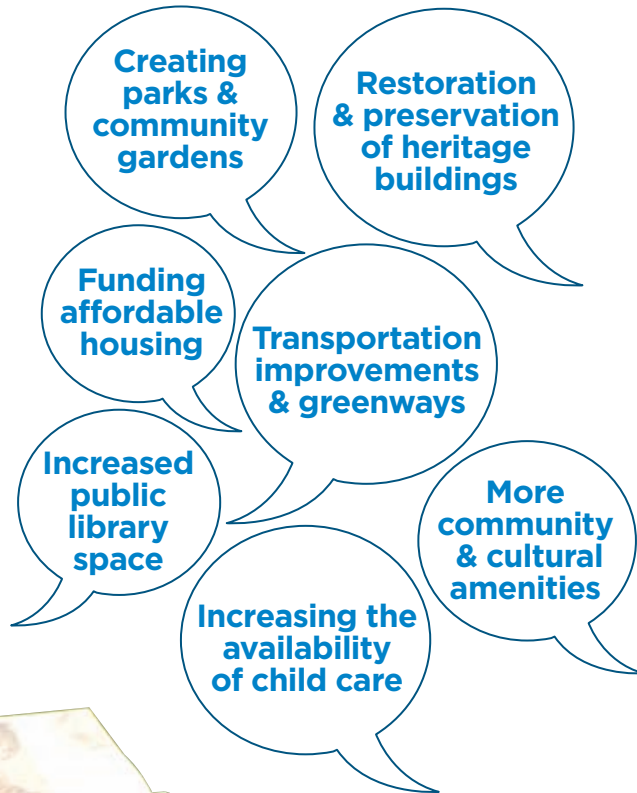 Creating
parks &
community
gardens
Restoration
& preservation
of heritage
buildings
Funding
affordable
housing
Transportation
improvements
& greenways
Increased
public
library
space
More
community
& cultural
amenities
Increasing the
availability
of child care